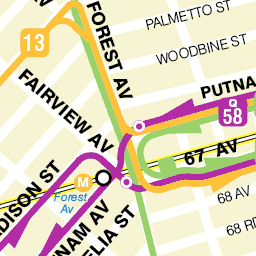 AV
FOREST AV
PALMETTO ST
WOODBINE ST
13
FAIRVIEW AV
PUTNA
Q
58
67 AV
M
Forest
Av
DISON ST
NAM AV
ELIA ST
68 AV
68 RD